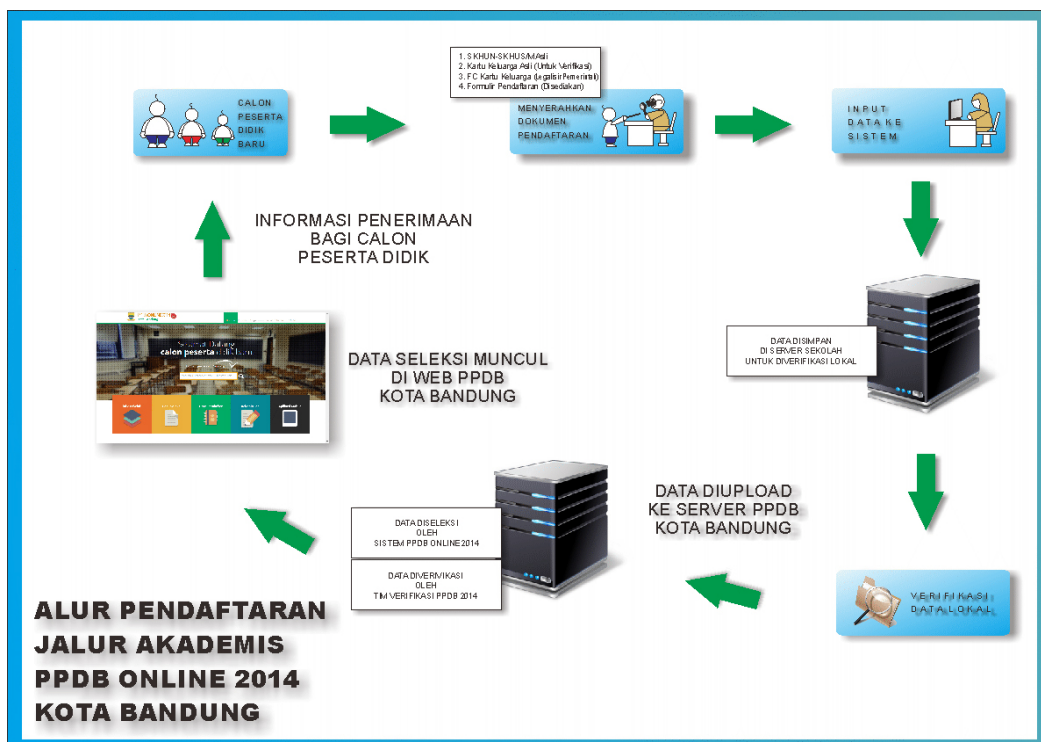 1. SKHUN-SKHUS/M Asli
2. Kartu Keluarga Asli (Untuk Verifikasi)
3. FC Kartu Keluarga (Legalisir Pemerintah)
4. Formulir Pendaftaran (Disediakan)
CALON
PESERTA
DIDIK
BARU
MENYERAHKAN
DOKUMEN
PENDAFTARAN
INPUT
DATA KE
SISTEM
INFORMASI PENERIMAAN
BAGI CALON
PESERTA DIDIK
Selamat Datang
calon peserta didik
DATA SELEKSI MUNCUL
DI WEB PPDB
KOTA BANDUNG
DATA DISIMPAN
DI SERVER SEKOLAH
UNTUK DIVERIFIKASI LOKAL
DATA DIUPLOAD
KE SERVER PPDB
KOTA BANDUNG
DATA DISELEKSI
OLEH
SISTEM PPDB ONLINE 2014
DATA DIVERIVIKASI
OLEH
TIM VERIFIKASI PPDB 2014
VERIFIKASI
DATA LOKAL
ALUR PENDAFTARAN
JALUR AKADEMIS
PPDB ONLINE 2014
KOTA BANDUNG